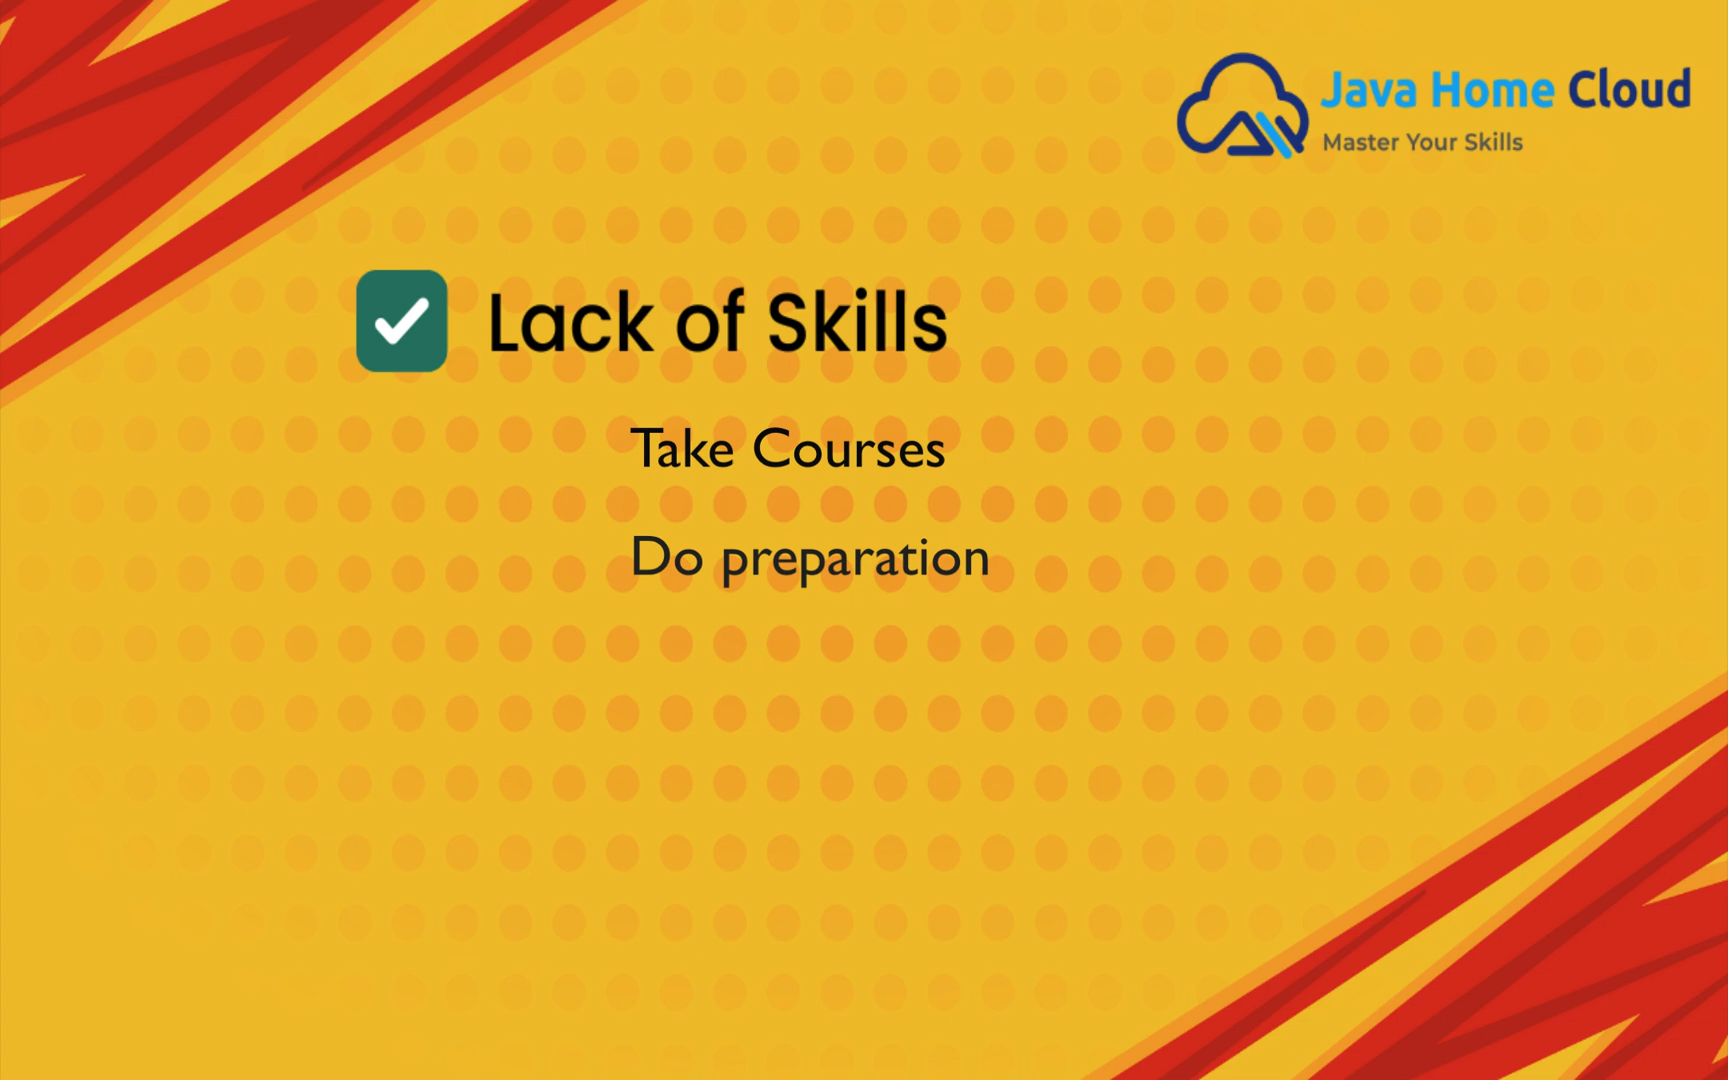 Java Home Cloud
Master Your Skills
Lack of Skills
Take Courses
Do preparation